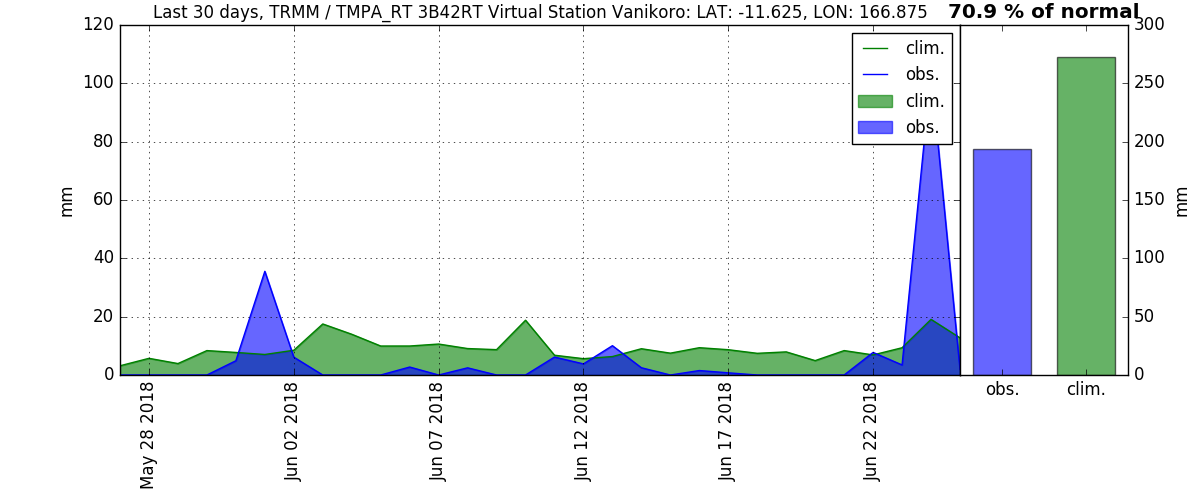 Last 30 days, TRMM / TMPA_RT 3B42RT Virtual Station Vanikoro: LAT: -11.625, LON: 166.875
70.9 % of normal
120
100
80
60
40
20
0
mm
clim.
obs.
clim.
obs.
May 28 2018
Jun 02 2018
Jun 07 2018
Jun 12 2018
Jun 17 2018
Jun 22 2018
300
250
200
150
100
50
0
mm
obs.
clim.